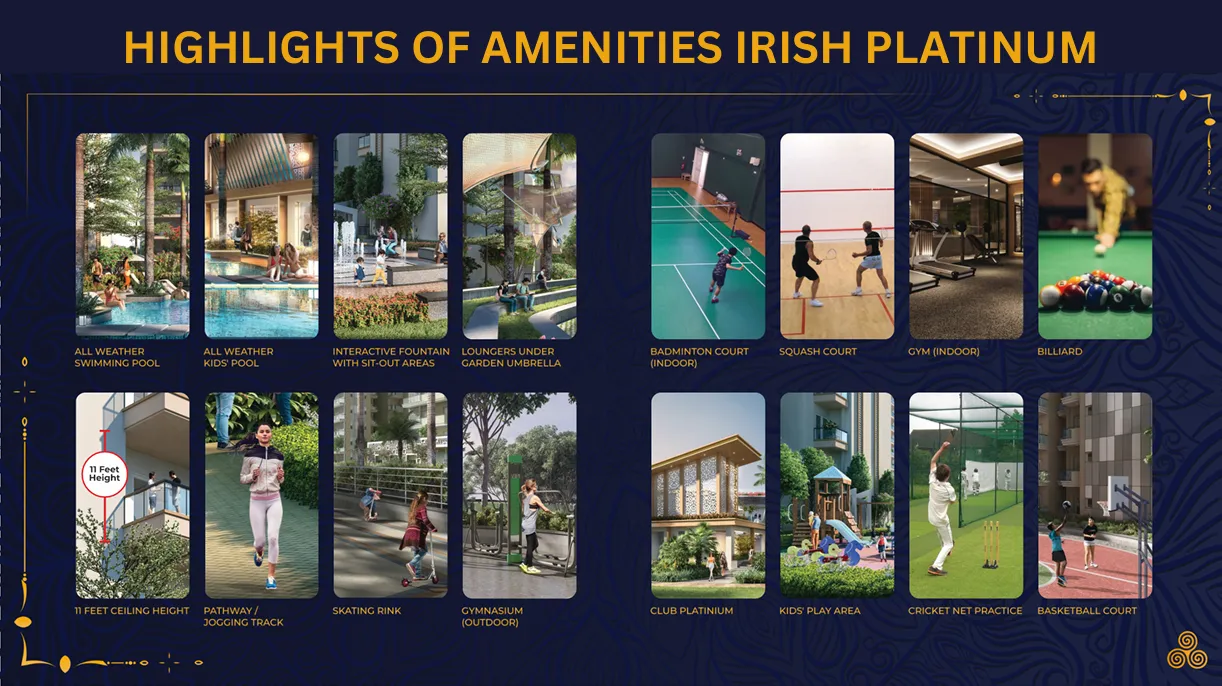 HIGHLIGHTS OF AMENITIES IRISH PLATINUM
ALL WEATHER
SWIMMING POOL
ALL WEATHER
KIDS' POOL
INTERACTIVE FOUNTAIN
WITH SIT-OUT AREAS
LOUNGERS UNDER
GARDEN UMBRELLA
BADMINTON COURT
(INDOOR)
SQUASH COURT
GYM (INDOOR)
BILLIARD
11 Feet
Height
11 FEET CEILING HEIGHT
PATHWAY /
JOGGING TRACK
SKATING RINK
GYMNASIUM
(OUTDOOR)
CLUB PLATINIUM
KIDS' PLAY AREA
CRICKET NET PRACTICE
BASKETBALL COURT